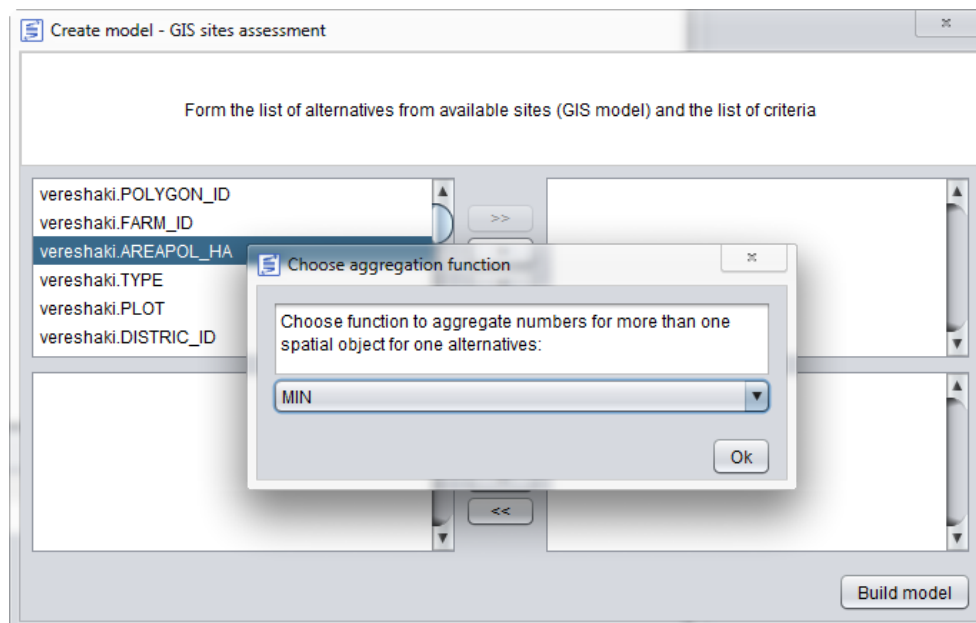 Create model - GIS sites assessment
Form the list of alternatives from available sites (GIS model) and the list of criteria
vereshaki.POLYGON_ID
vereshaki.FARM_ID
vereshaki.AREAPOL_HA
vereshaki.TYPE
vereshaki.PLOT
vereshaki.DISTRIC_ID
>>
Choose aggregation function
Choose function to aggregate numbers for more than one
spatial object for one alternatives:
MIN
Ok
<<
Build model